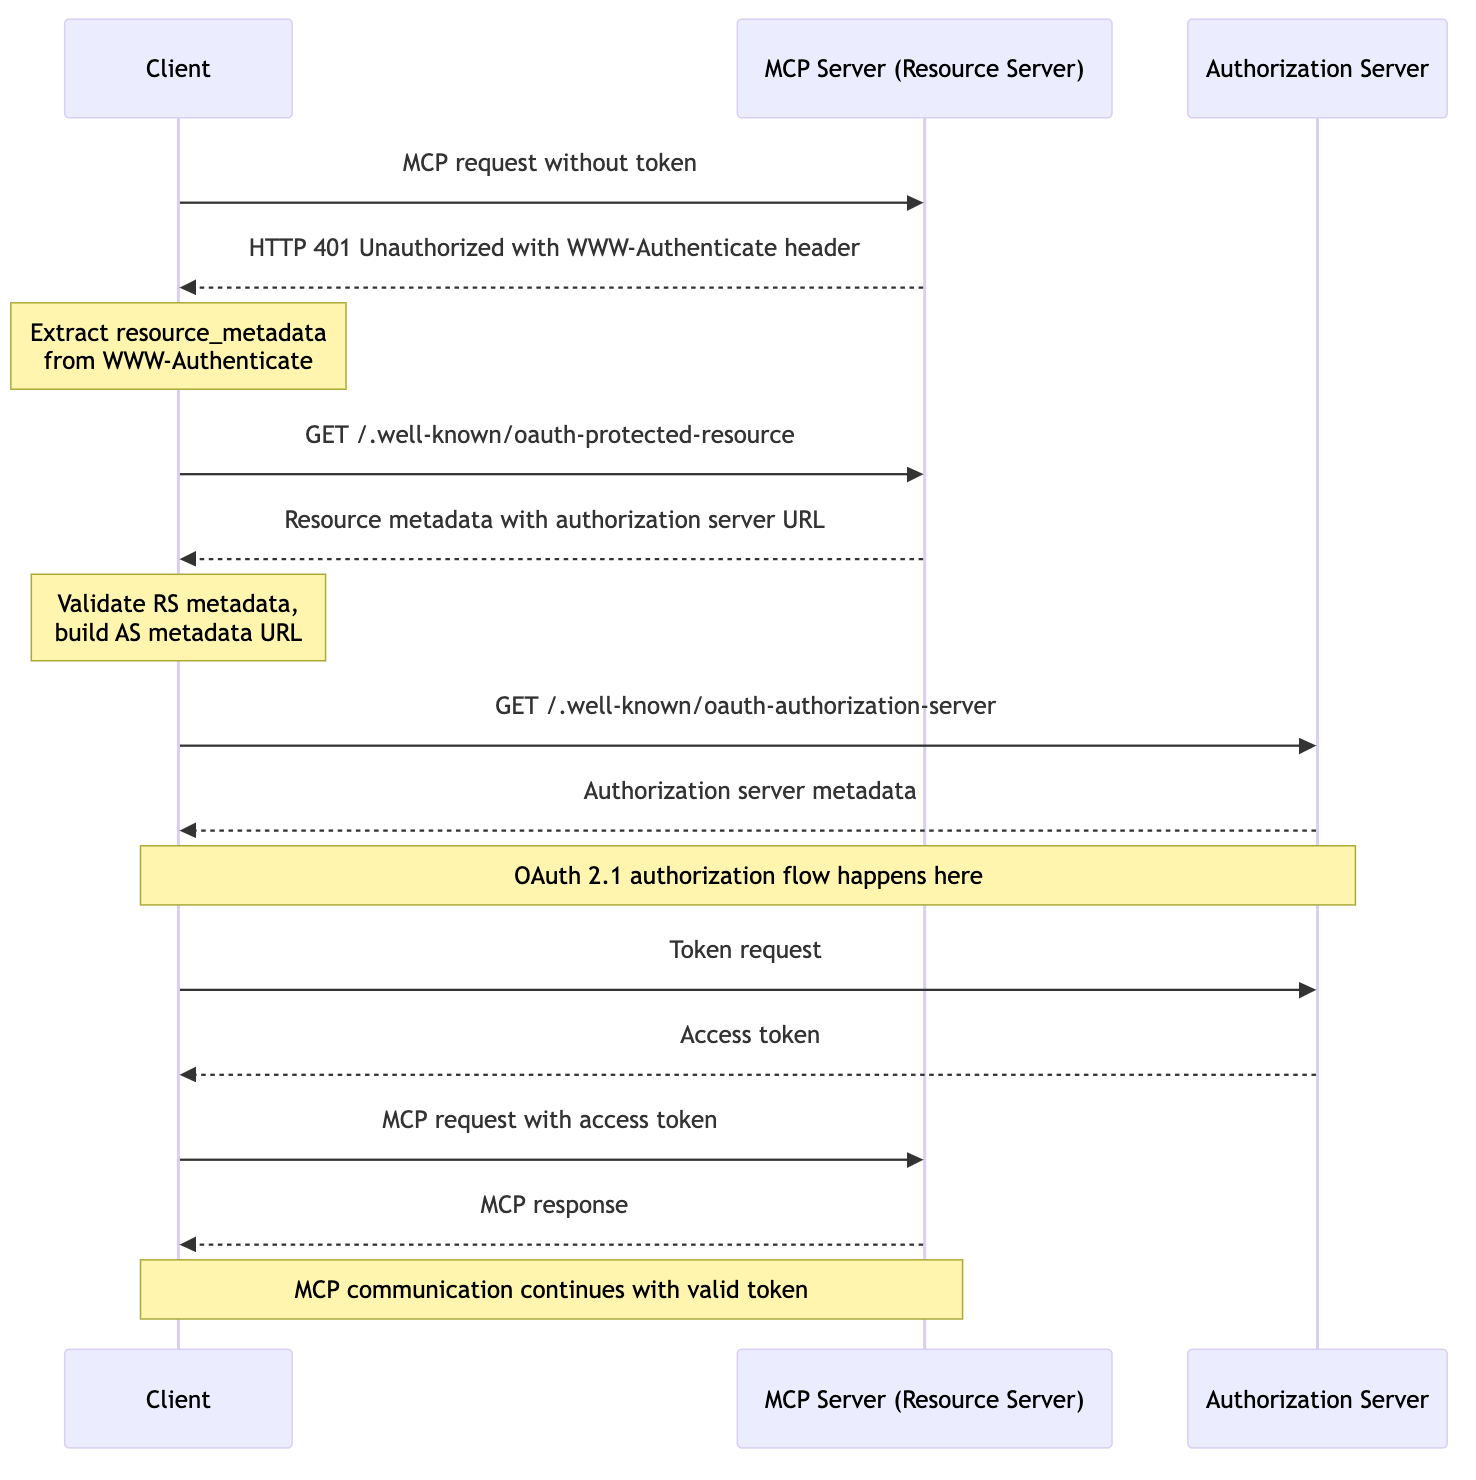 Client
MCP Server (Resource Server)
Authorization Server
MCP request without token
HTTP 401 Unauthorized with WWW-Authenticate header
Extract resource_metadata
from WWW-Authenticate
GET /.well-known/oauth-protected-resource
Resource metadata with authorization server URL
Validate RS metadata,
build AS metadata URL
GET /.well-known/oauth-authorization-server
Authorization server metadata
OAuth 2.1 authorization flow happens here
Token request
Access token
MCP request with access token
MCP response
MCP communication continues with valid token
Client
MCP Server (Resource Server)
Authorization Server